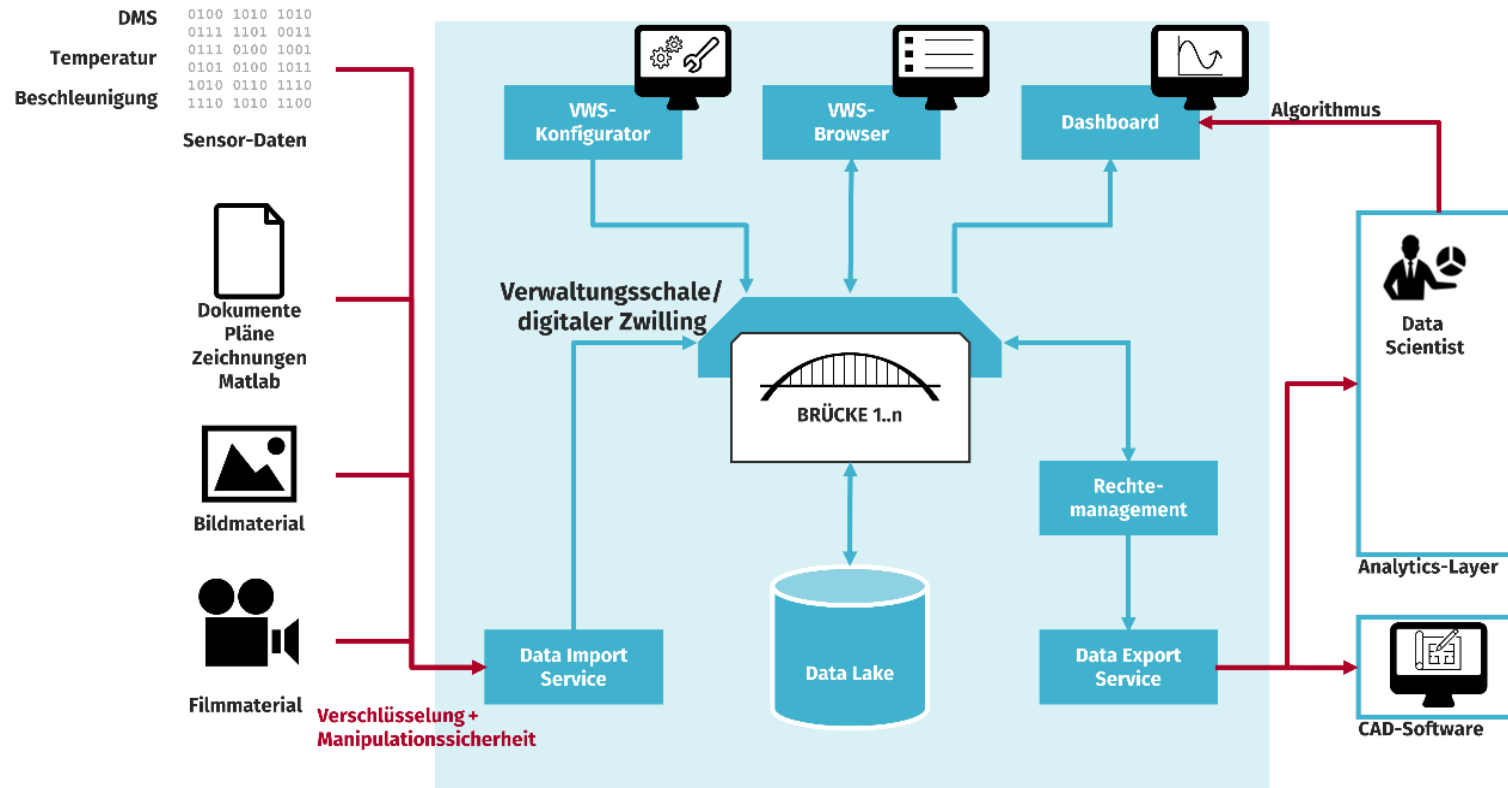 DMS
Temperatur
Beschleunigung
0100 1010 1010
0111 1101 0011
0111 0100 1001
0101 0100 1011
1010 0110 1110
1110 1010 1100
Sensor-Daten
Dokumente
Pläne
Zeichnungen
Matlab
Bildmaterial
Filmmaterial
Verschlüsselung +
Manipulationssicherheit
VWS-
Konfigurator
VWS-
Browser
Dashboard
Algorithmus
Verwaltungsschale/
digitaler Zwilling
BRÜCKE 1..n
Rechte-
management
Data Import
Service
Data Lake
Data Export
Service
Data
Scientist
Analytics-Layer
CAD-Software